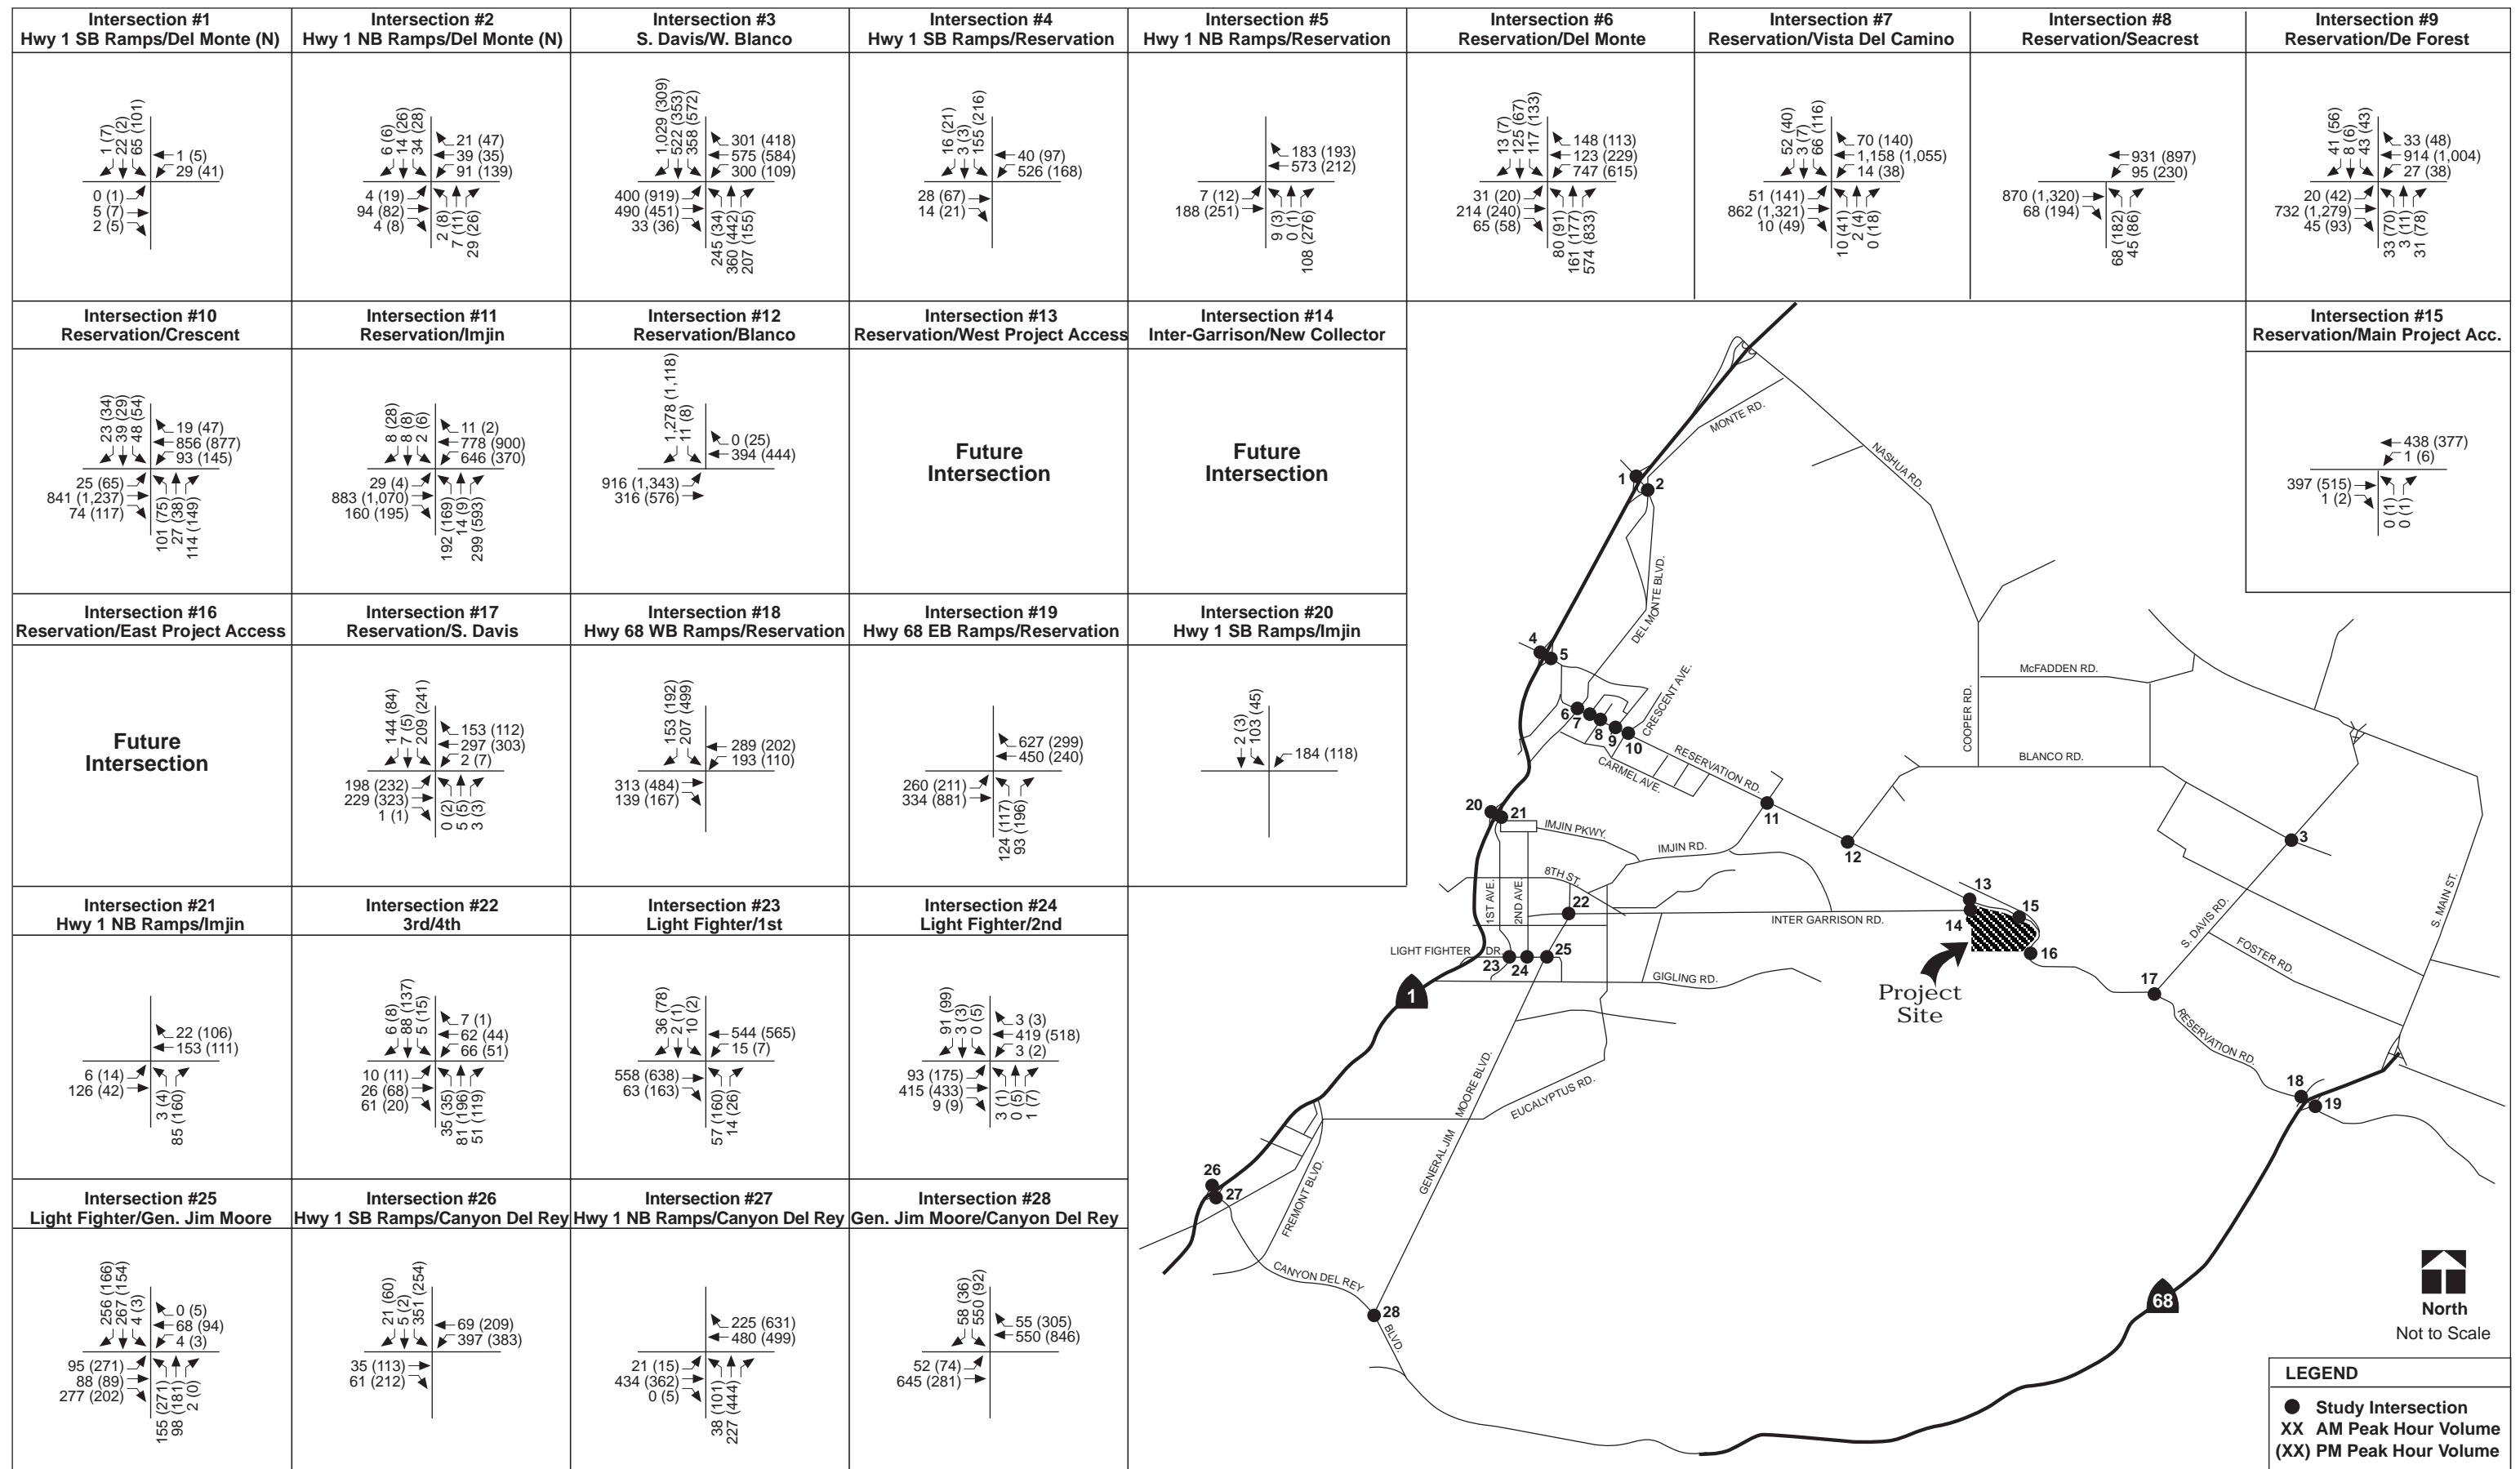 Intersection #1
Hwy 1 SB Ramps/Del Monte (N)
1 (7)
22 (2)
65 (101)
1 (5)
29 (41)
0 (1)
5 (7)
2 (5)
Intersection #2
Hwy 1 NB Ramps/Del Monte (N)
6 (6)
14 (26)
34 (28)
21 (47)
39 (35)
91 (139)
4 (19)
94 (82)
4 (8)
2 (8)
7 (11)
29 (26)
Intersection #3
S. Davis/W. Blanco
1,029 (309)
522 (353)
358 (572)
301 (418)
575 (584)
300 (109)
400 (919)
490 (451)
33 (36)
245 (34)
360 (442)
207 (155)
Intersection #4
Hwy 1 SB Ramps/Reservation
16 (21)
3 (3)
155 (216)
40 (97)
526 (168)
28 (67)
14 (21)
Intersection #5
Hwy 1 NB Ramps/Reservation
183 (193)
573 (212)
7 (12)
188 (251)
9 (3)
0 (1)
108 (276)
Intersection #6
Reservation/Del Monte
13 (7)
125 (67)
117 (133)
148 (113)
123 (229)
747 (615)
31 (20)
214 (240)
65 (58)
80 (91)
161 (177)
574 (833)
Intersection #7
Reservation/Vista Del Camino
52 (40)
3 (7)
66 (116)
70 (140)
1,158 (1,055)
14 (38)
51 (141)
862 (1,321)
10 (49)
10 (41)
2 (4)
0 (18)
Intersection #8
Reservation/Seacrest
931 (897)
95 (230)
870 (1,320)
68 (194)
68 (182)
45 (86)
Intersection #9
Reservation/De Forest
41 (56)
8 (6)
43 (43)
33 (48)
914 (1,004)
27 (38)
20 (42)
732 (1,279)
45 (93)
33 (70)
3 (11)
31 (78)
Intersection #10
Reservation/Crescent
23 (34)
39 (29)
48 (54)
19 (47)
856 (877)
93 (145)
25 (65)
841 (1,237)
74 (117)
101 (75)
27 (38)
114 (149)
Intersection #11
Reservation/Imjin
8 (28)
8 (8)
2 (6)
11 (2)
778 (900)
646 (370)
29 (4)
883 (1,070)
160 (195)
192 (169)
14 (9)
299 (593)
Intersection #12
Reservation/Blanco
1,278 (1,118)
11 (8)
0 (25)
394 (444)
916 (1,343)
316 (576)
Intersection #13
Reservation/West Project Access
Future
Intersection
Intersection #14
Inter-Garrison/New Collector
Future
Intersection
Intersection #15
Reservation/Main Project Acc.
438 (377)
1 (6)
397 (515)
1 (2)
0 (1)
0 (1)
Intersection #16
Reservation/East Project Access
Future
Intersection
Intersection #17
Reservation/S. Davis
144 (84)
7 (5)
209 (241)
153 (112)
297 (303)
2 (7)
198 (232)
229 (323)
1 (1)
0 (2)
5 (5)
3 (3)
Intersection #18
Hwy 68 WB Ramps/Reservation
153 (192)
207 (499)
289 (202)
193 (110)
313 (484)
139 (167)
Intersection #19
Hwy 68 EB Ramps/Reservation
627 (299)
450 (240)
260 (211)
334 (881)
124 (117)
93 (196)
Intersection #20
Hwy 1 SB Ramps/Imjin
2 (3)
103 (45)
184 (118)
Intersection #21
Hwy 1 NB Ramps/Imjin
22 (106)
153 (111)
6 (14)
126 (42)
3 (4)
85 (160)
Intersection #22
3rd/4th
6 (8)
88 (137)
5 (15)
7 (1)
62 (44)
66 (51)
10 (11)
26 (68)
61 (20)
35 (35)
81 (196)
51 (119)
Intersection #23
Light Fighter/1st
36 (78)
2 (1)
10 (2)
544 (565)
15 (7)
558 (638)
63 (163)
57 (160)
14 (26)
Intersection #24
Light Fighter/2nd
91 (99)
3 (3)
0 (5)
3 (3)
419 (518)
3 (2)
93 (175)
415 (433)
9 (9)
3 (1)
0 (5)
1 (7)
Intersection #25
Light Fighter/Gen. Jim Moore
256 (166)
267 (154)
4 (3)
0 (5)
68 (94)
4 (3)
95 (271)
88 (89)
277 (202)
155 (271)
98 (181)
2 (0)
Intersection #26
Hwy 1 SB Ramps/Canyon Del Rey
21 (60)
5 (2)
351 (254)
69 (209)
397 (383)
35 (113)
61 (212)
Intersection #27
Hwy 1 NB Ramps/Canyon Del Rey
225 (631)
480 (499)
21 (15)
434 (362)
0 (5)
38 (101)
227 (444)
Intersection #28
Gen. Jim Moore/Canyon Del Rey
58 (36)
550 (92)
55 (305)
550 (846)
52 (74)
645 (281)
MONTE RD.
NASHUA RD.
1
2
DEL MONTE BLVD.
4
5
McFADDEN RD.
COOPER RD.
CRESCENT AVE.
6
7
8
9
10
RESERVATION RD.
CARMEL AVE.
BLANCO RD.
20
21
11
IMJIN PKWY.
IMJIN RD.
12
3
8TH ST.
1ST AVE.
2ND AVE.
22
INTER GARRISON RD.
13
14
15
16
S. DAVIS RD.
S. MAIN ST.
FOSTER RD.
LIGHT FIGHTER DR.
23
24
25
GIGLING RD.
1
Project
Site
17
RESERVATION RD.
GENERAL JIM MOORE BLVD.
EUCALYPTUS RD.
18
19
26
27
FREMONT BLVD.
CANYON DEL REY BLVD.
28
68
North
Not to Scale
LEGEND
Study Intersection
XX AM Peak Hour Volume
(XX) PM Peak Hour Volume